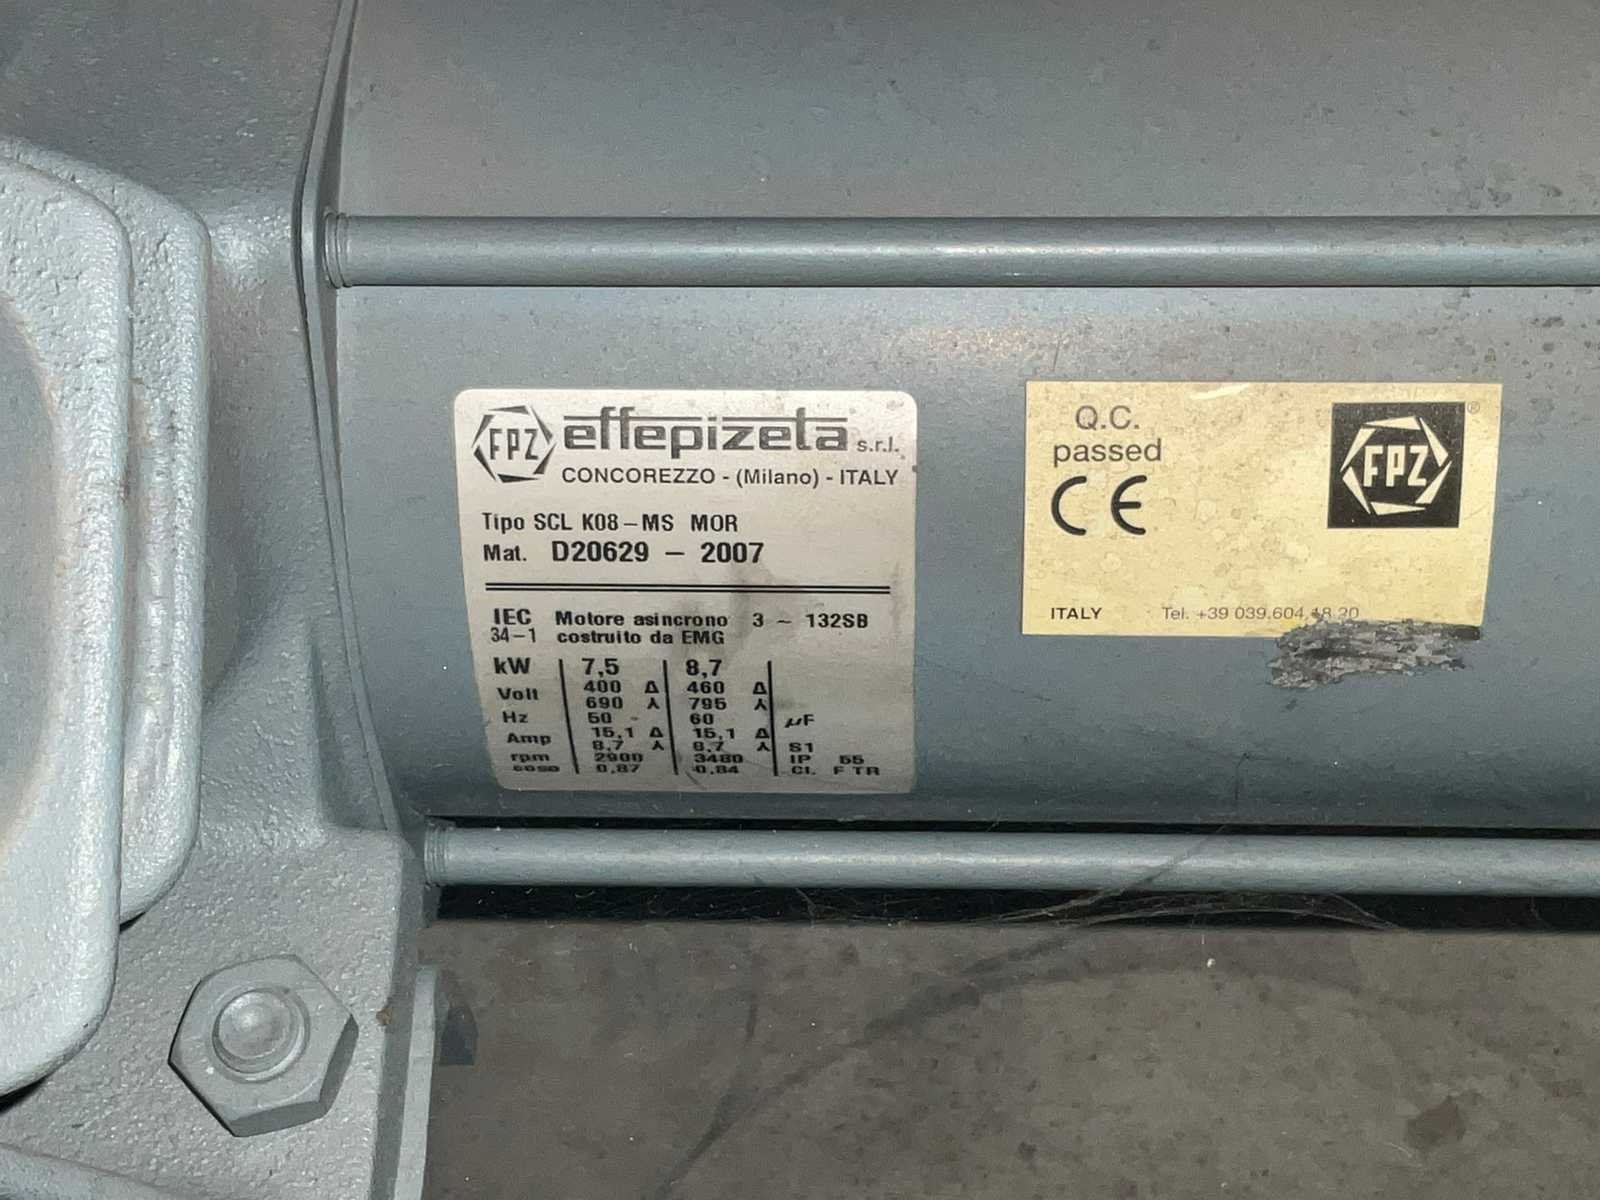 FPZ effepizeta s.r.l.
CONCOREZZO - (Milano) - ITALY
Tipo SCL K08-MS MOR
Mat. D20629 - 2007
IEC 34-1 Motore asincrono 3 ~ 132SB
costruito da EMG
kW 7,5 8,7
Volt 400 Δ 460 Δ
690 Y 795 Y
Hz 50 60 µF
Amp 15,1 Δ 15,1 Δ
8,7 Y 8,7 Y S1
rpm 2900 3480 IP 55
cosø 0,87 0,84 Cl. F TR
Q.C.
passed
CE
FPZ ®
ITALY Tel. +39 039.604.18.20